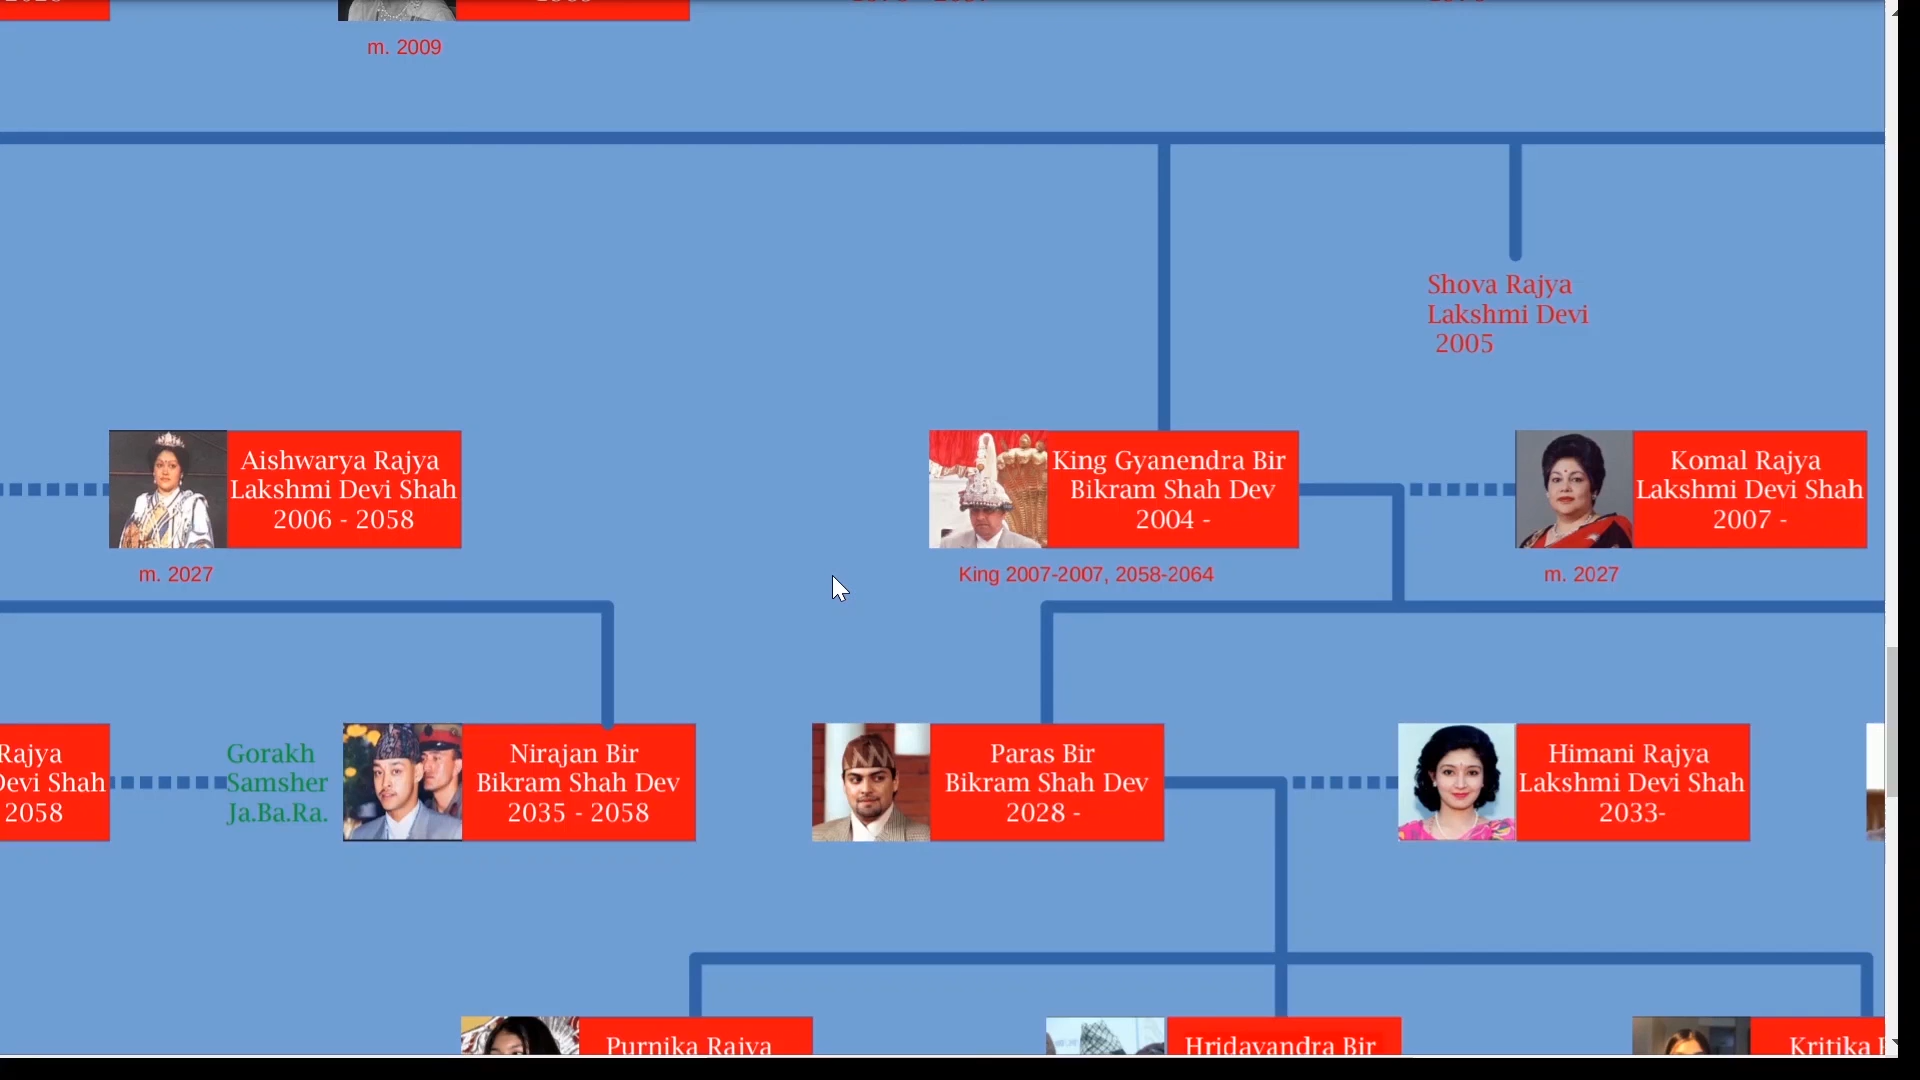 m. 2009
Shova Rajya
Lakshmi Devi
2005
Aishwarya Rajya
Lakshmi Devi Shah
2006 - 2058
m. 2027
King Gyanendra Bir
Bikram Shah Dev
2004 -
King 2007-2007, 2058-2064
Komal Rajya
Lakshmi Devi Shah
2007 -
m. 2027
Rajya
Devi Shah
2058
Gorakh
Samsher
Ja.Ba.Ra.
Nirajan Bir
Bikram Shah Dev
2035 - 2058
Paras Bir
Bikram Shah Dev
2028 -
Himani Rajya
Lakshmi Devi Shah
2033-
Purnika Rajya
Hridayandra Bir
Kritika